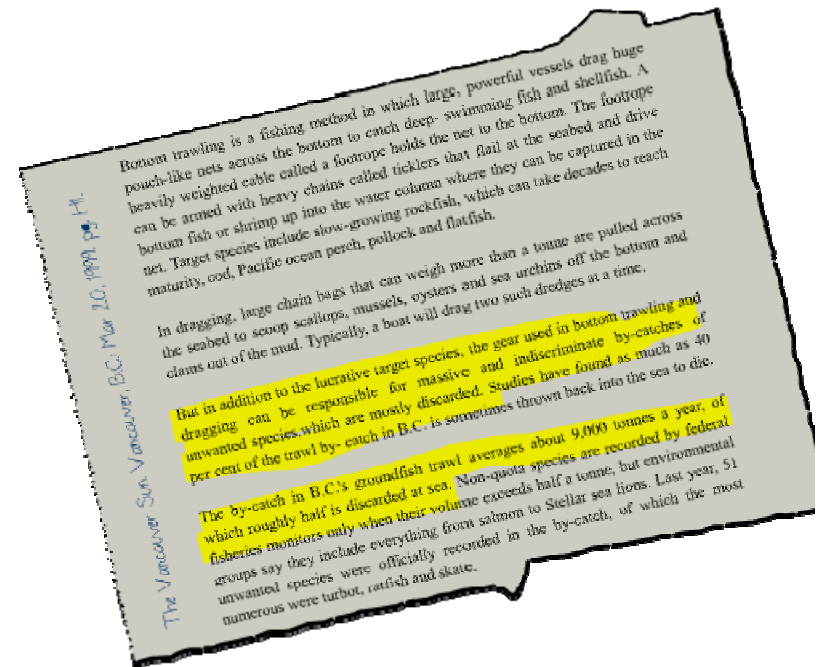 Bottom trawling is a fishing method in which large, powerful vessels drag huge
pouch-like nets across the bottom to catch deep- swimming fish and shellfish. A
heavily weighted cable called a footrope holds the net to the bottom. The footrope
can be armed with heavy chains called ticklers that flail at the seabed and drive
bottom fish or shrimp up into the water column where they can be captured in the
net. Target species include slow-growing rockfish, which can take decades to reach
maturity, cod, Pacific ocean perch, pollock and flatfish.
In dragging, large chain bags that can weigh more than a tonne are pulled across
the seabed to scoop scallops, mussels, oysters and sea urchins off the bottom and
clams out of the mud. Typically, a boat will drag two such dredges at a time.
But in addition to the lucrative target species, the gear used in bottom trawling and
dragging can be responsible for massive and indiscriminate by-catches of
unwanted species,which are mostly discarded. Studies have found as much as 40
per cent of the trawl by- catch in B.C. is sometimes thrown back into the sea to die.
The by-catch in B.C.'s groundfish trawl averages about 9,000 tonnes a year, of
which roughly half is discarded at sea. Non-quota species are recorded by federal
fisheries monitors only when their volume exceeds half a tonne, but environmental
groups say they include everything from salmon to Stellar sea lions. Last year, 51
unwanted species were officially recorded in the by-catch, of which the most
numerous were turbot, ratfish and skate.
The Vancouver Sun. Vancouver, B.C.: Mar 20, 1999. pg. H1.